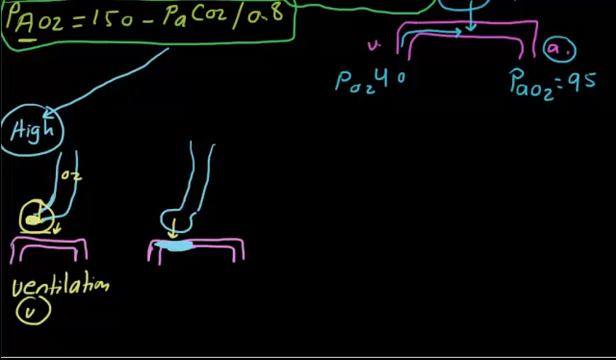 PAO2 = 150 - PaCO2 / 0.8
v. a.
Po2 40 PaO2 = 95
High
O2
ventilation
v